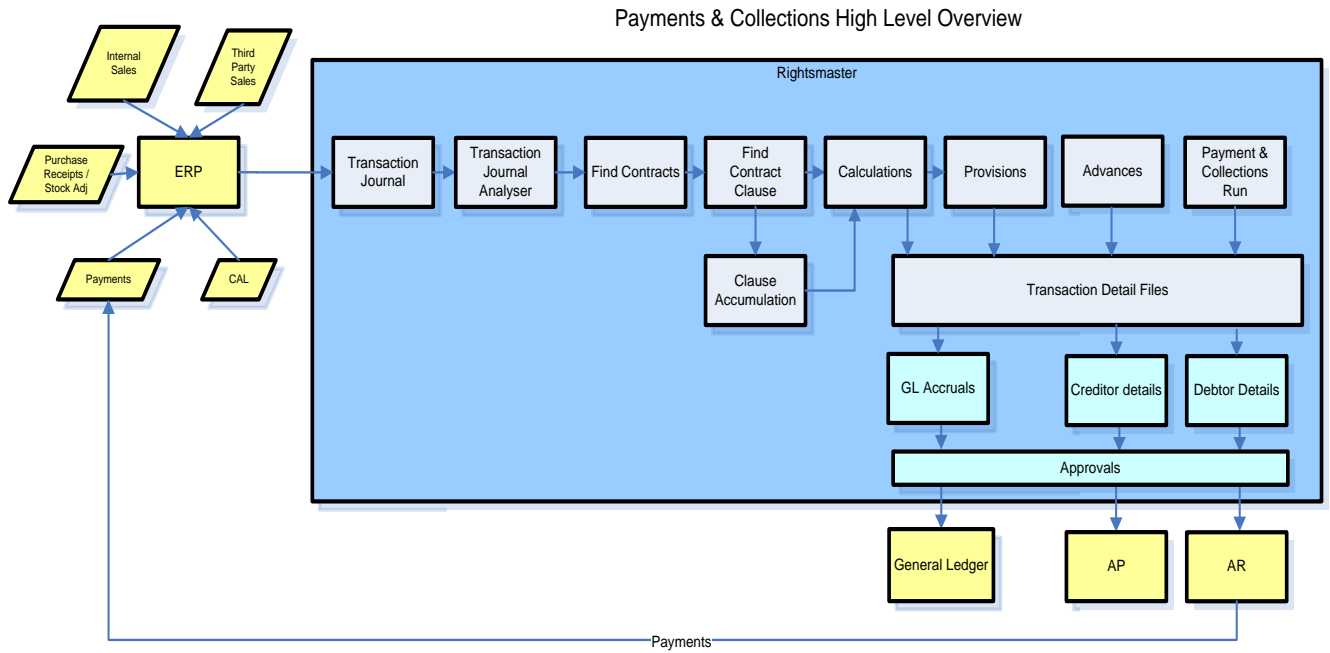 Payments & Collections High Level Overview
Internal
Sales
Third
Party
Sales
Rightsmaster
Purchase
Receipts /
Stock Adj
ERP
Transaction
Journal
Transaction
Journal
Analyser
Find Contracts
Find
Contract
Clause
Calculations
Provisions
Advances
Payment &
Collections
Run
Payments
CAL
Clause
Accumulation
Transaction Detail Files
GL Accruals
Creditor details
Debtor Details
Approvals
General Ledger
AP
AR
Payments